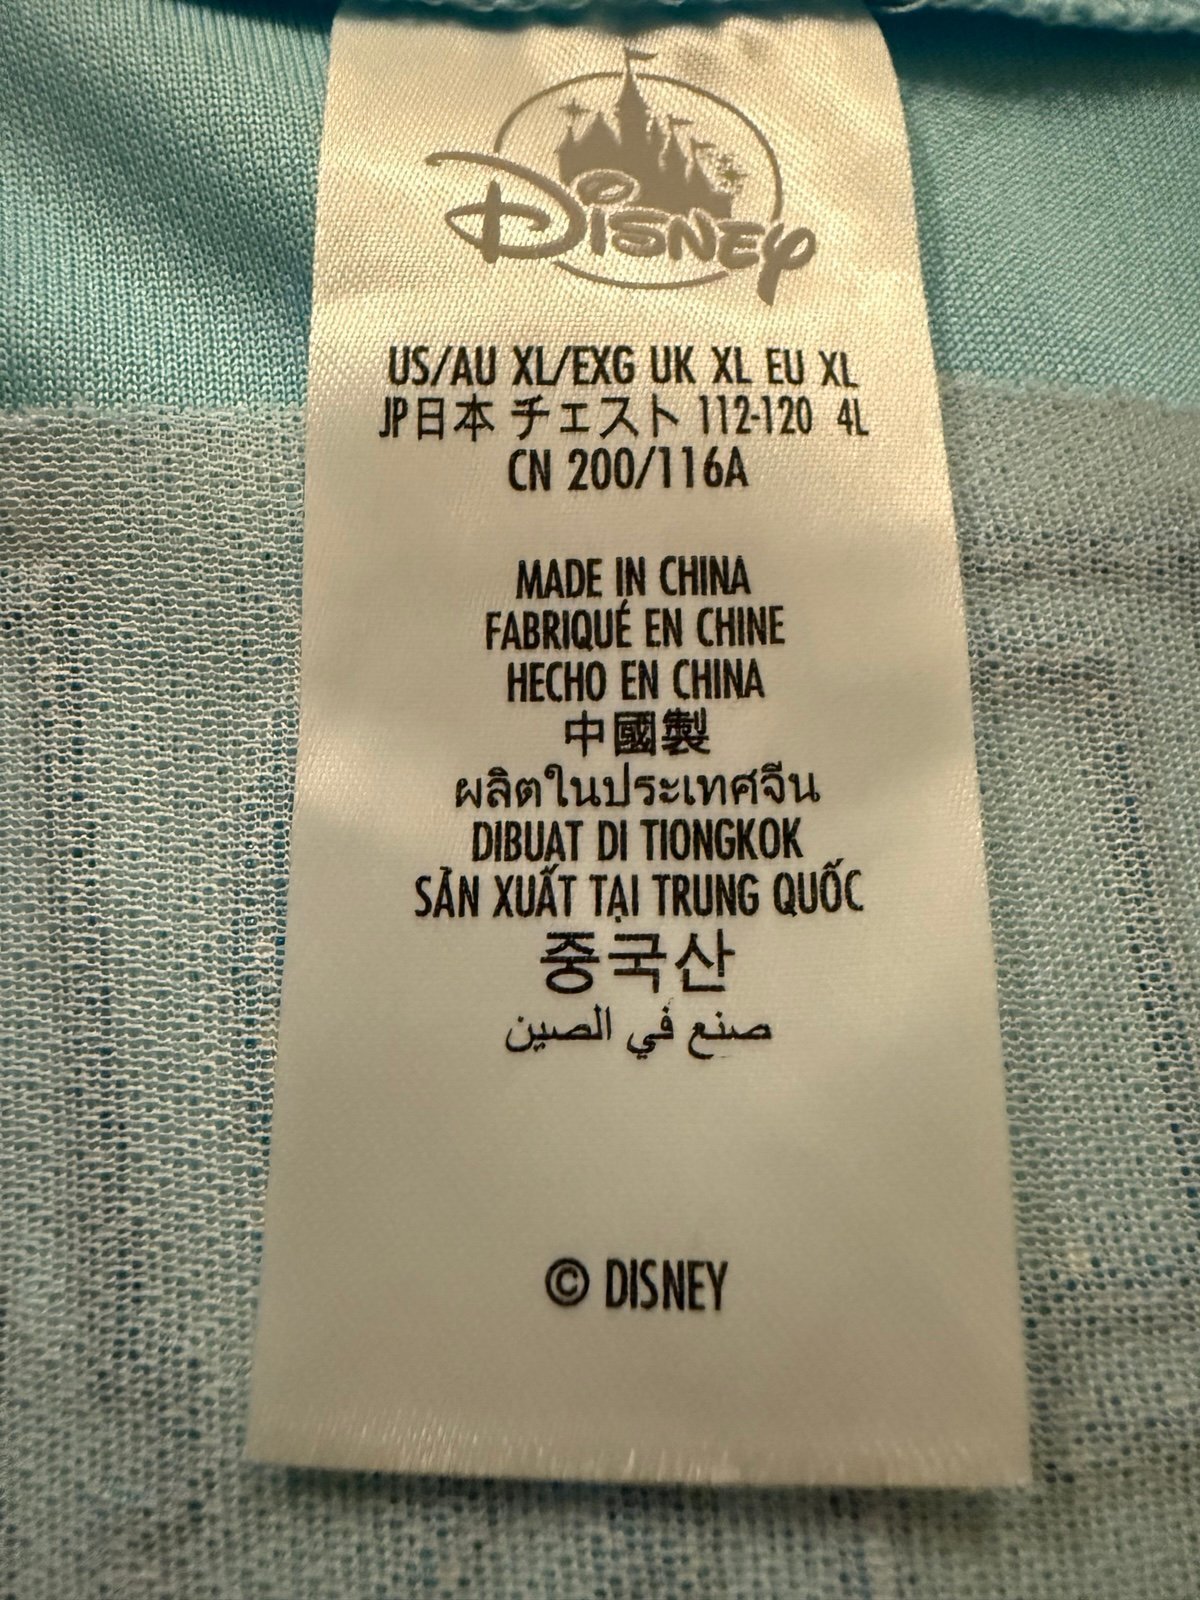 Disney
US/AU XL/EXG UK XL EU XL
JP日本 チェスト 112-120 4L
CN 200/116A
MADE IN CHINA
FABRIQUÉ EN CHINE
HECHO EN CHINA
中國製
ผลิตในประเทศจีน
DIBUAT DI TIONGKOK
SẢN XUẤT TẠI TRUNG QUỐC
중국산
صنع في الصين
© DISNEY